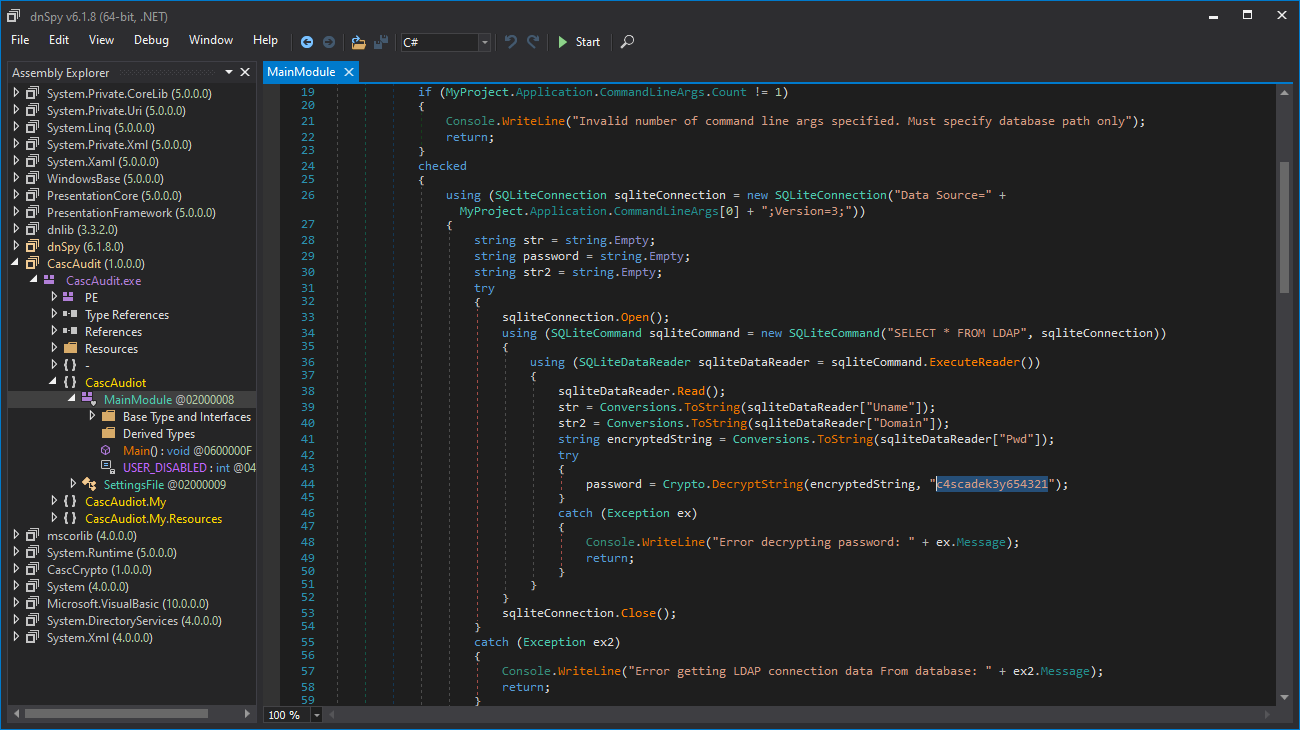 dnSpy v6.1.8 (64-bit, .NET)
File Edit View Debug Window Help C# Start
Assembly Explorer
System.Private.CoreLib (5.0.0.0)
System.Private.Uri (5.0.0.0)
System.Linq (5.0.0.0)
System.Private.Xml (5.0.0.0)
System.Xaml (5.0.0.0)
WindowsBase (5.0.0.0)
PresentationCore (5.0.0.0)
PresentationFramework (5.0.0.0)
dnlib (3.3.2.0)
dnSpy (6.1.8.0)
CascAudit (1.0.0.0)
CascAudit.exe
PE
Type References
References
Resources
{ } -
{ } CascAudiot
MainModule @02000008
Base Type and Interfaces
Derived Types
Main() : void @0600000F
USER_DISABLED : int @04
SettingsFile @02000009
{ } CascAudiot.My
{ } CascAudiot.My.Resources
mscorlib (4.0.0.0)
System.Runtime (5.0.0.0)
CascCrypto (1.0.0.0)
System (4.0.0.0)
Microsoft.VisualBasic (10.0.0.0)
System.DirectoryServices (4.0.0.0)
System.Xml (4.0.0.0)
MainModule
19 if (MyProject.Application.CommandLineArgs.Count != 1)
20 {
21 Console.WriteLine("Invalid number of command line args specified. Must specify database path only");
22 return;
23 }
24 checked
25 {
26 using (SQLiteConnection sqliteConnection = new SQLiteConnection("Data Source=" +
MyProject.Application.CommandLineArgs[0] + ";Version=3;"))
27 {
28 string str = string.Empty;
29 string password = string.Empty;
30 string str2 = string.Empty;
31 try
32 {
33 sqliteConnection.Open();
34 using (SQLiteCommand sqliteCommand = new SQLiteCommand("SELECT * FROM LDAP", sqliteConnection))
35 {
36 using (SQLiteDataReader sqliteDataReader = sqliteCommand.ExecuteReader())
37 {
38 sqliteDataReader.Read();
39 str = Conversions.ToString(sqliteDataReader["Uname"]);
40 str2 = Conversions.ToString(sqliteDataReader["Domain"]);
41 string encryptedString = Conversions.ToString(sqliteDataReader["Pwd"]);
42 try
43 {
44 password = Crypto.DecryptString(encryptedString, "c4scadek3y654321");
45 }
46 catch (Exception ex)
47 {
48 Console.WriteLine("Error decrypting password: " + ex.Message);
49 return;
50 }
51 }
52 }
53 sqliteConnection.Close();
54 }
55 catch (Exception ex2)
56 {
57 Console.WriteLine("Error getting LDAP connection data From database: " + ex2.Message);
58 return;
59 }
100 %